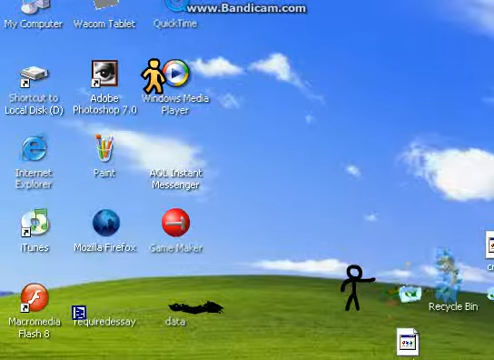 www.Bandicam.com
My Computer
Wacom Tablet
QuickTime
Shortcut to
Local Disk (D)
Adobe
Photoshop 7.0
Windows Media
Player
Internet
Explorer
Paint
AOL Instant
Messenger
iTunes
Mozilla Firefox
Game Maker
Recycle Bin
Macromedia
Flash 8
requiredessay
data